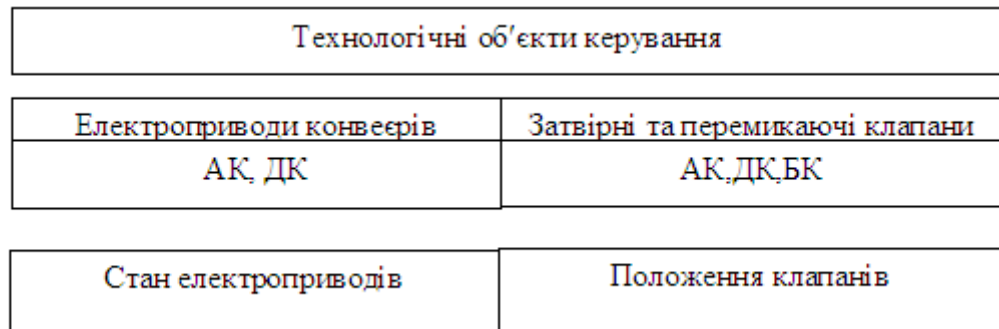 Технологічні об'єкти керування
Електроприводи конвеєрів
Затвірні та перемикаючі клапани
АК, ДК
АК,ДК,БК
Стан електроприводів
Положення клапанів